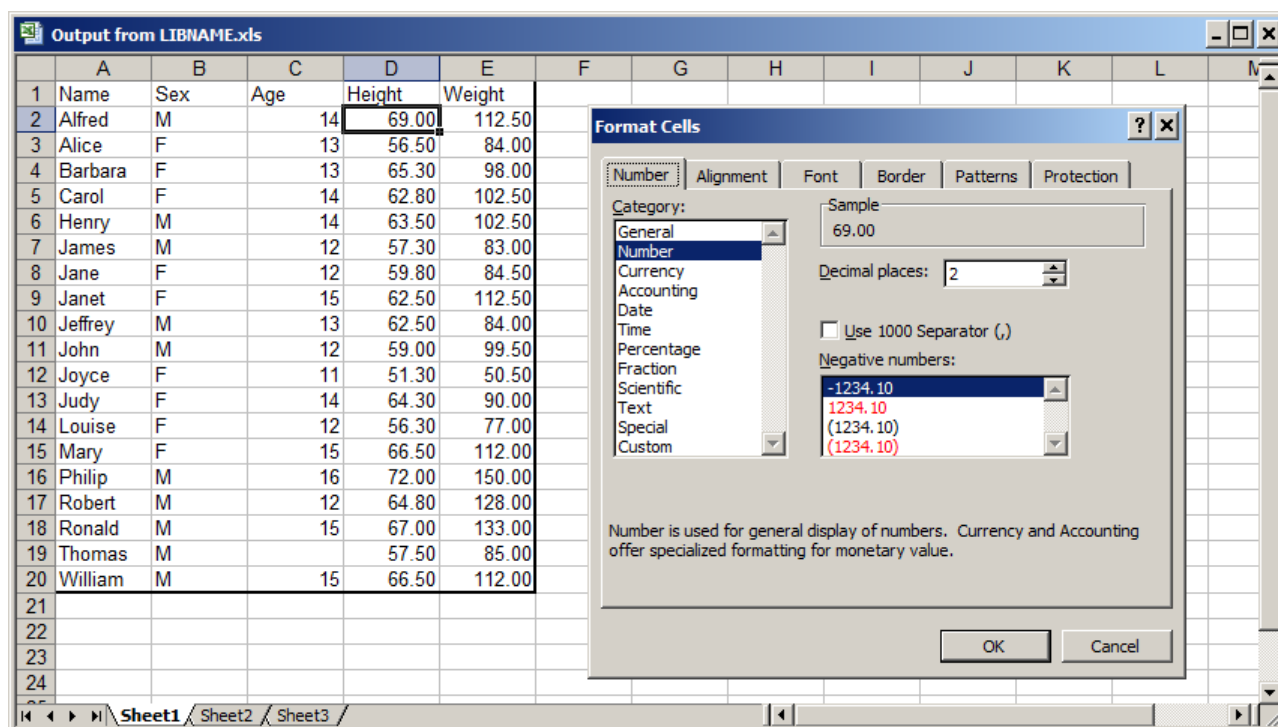 Output from LIBNAME.xls
A B C D E F G H I J K L M
1 Name Sex Age Height Weight
2 Alfred M 14 69.00 112.50
3 Alice F 13 56.50 84.00
4 Barbara F 13 65.30 98.00
5 Carol F 14 62.80 102.50
6 Henry M 14 63.50 102.50
7 James M 12 57.30 83.00
8 Jane F 12 59.80 84.50
9 Janet F 15 62.50 112.50
10 Jeffrey M 13 62.50 84.00
11 John M 12 59.00 99.50
12 Joyce F 11 51.30 50.50
13 Judy F 14 64.30 90.00
14 Louise F 12 56.30 77.00
15 Mary F 15 66.50 112.00
16 Philip M 16 72.00 150.00
17 Robert M 12 64.80 128.00
18 Ronald M 15 67.00 133.00
19 Thomas M 57.50 85.00
20 William M 15 66.50 112.00
21
22
23
24
Sheet1 Sheet2 Sheet3
Format Cells
Number Alignment Font Border Patterns Protection
Category:
General
Number
Currency
Accounting
Date
Time
Percentage
Fraction
Scientific
Text
Special
Custom
Sample
69.00
Decimal places: 2
Use 1000 Separator (,)
Negative numbers:
-1234.10
1234.10
(1234.10)
(1234.10)
Number is used for general display of numbers. Currency and Accounting
offer specialized formatting for monetary value.
OK Cancel